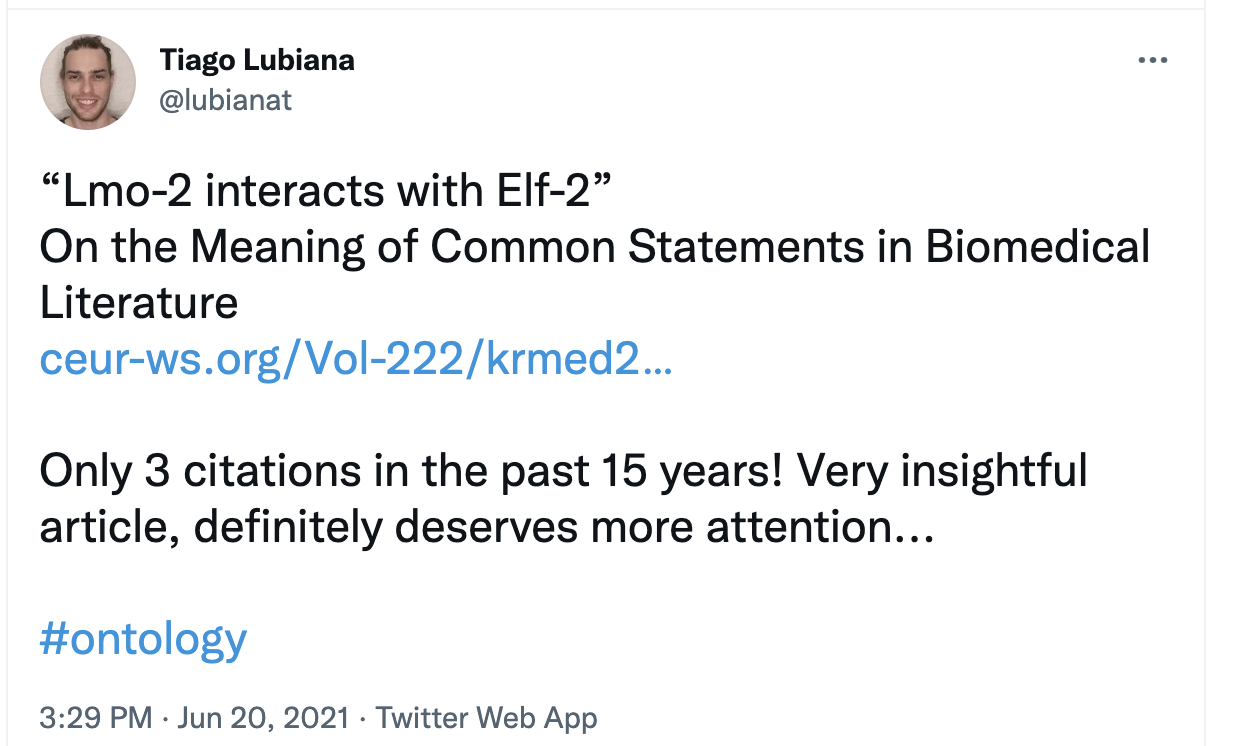 Tiago Lubiana
@lubianat
“Lmo-2 interacts with Elf-2”
On the Meaning of Common Statements in Biomedical
Literature
ceur-ws.org/Vol-222/krmed2…
Only 3 citations in the past 15 years! Very insightful
article, definitely deserves more attention…
#ontology
3:29 PM · Jun 20, 2021 · Twitter Web App